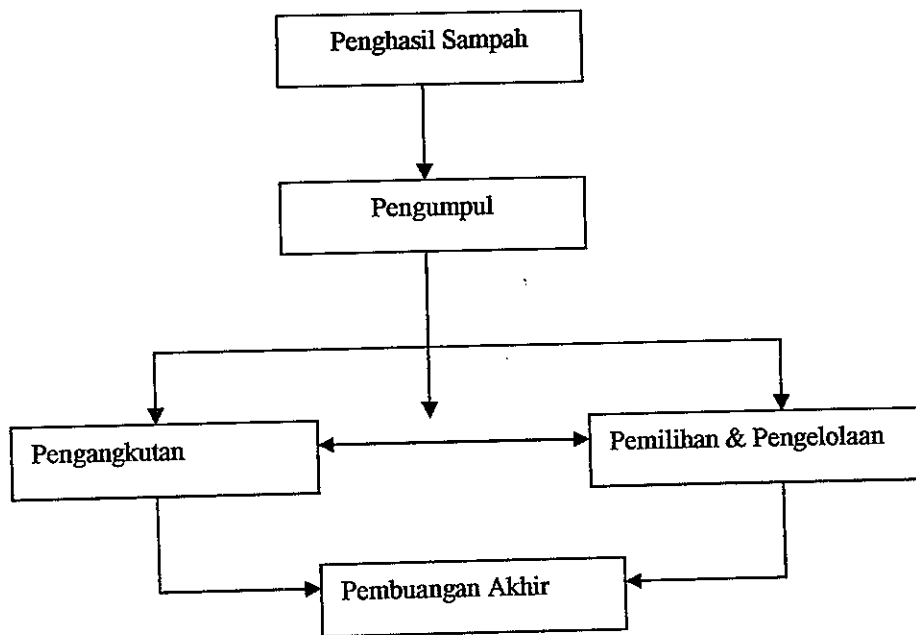 Penghasil Sampah
Pengumpul
Pengangkutan
Pemilihan & Pengelolaan
Pembuangan Akhir